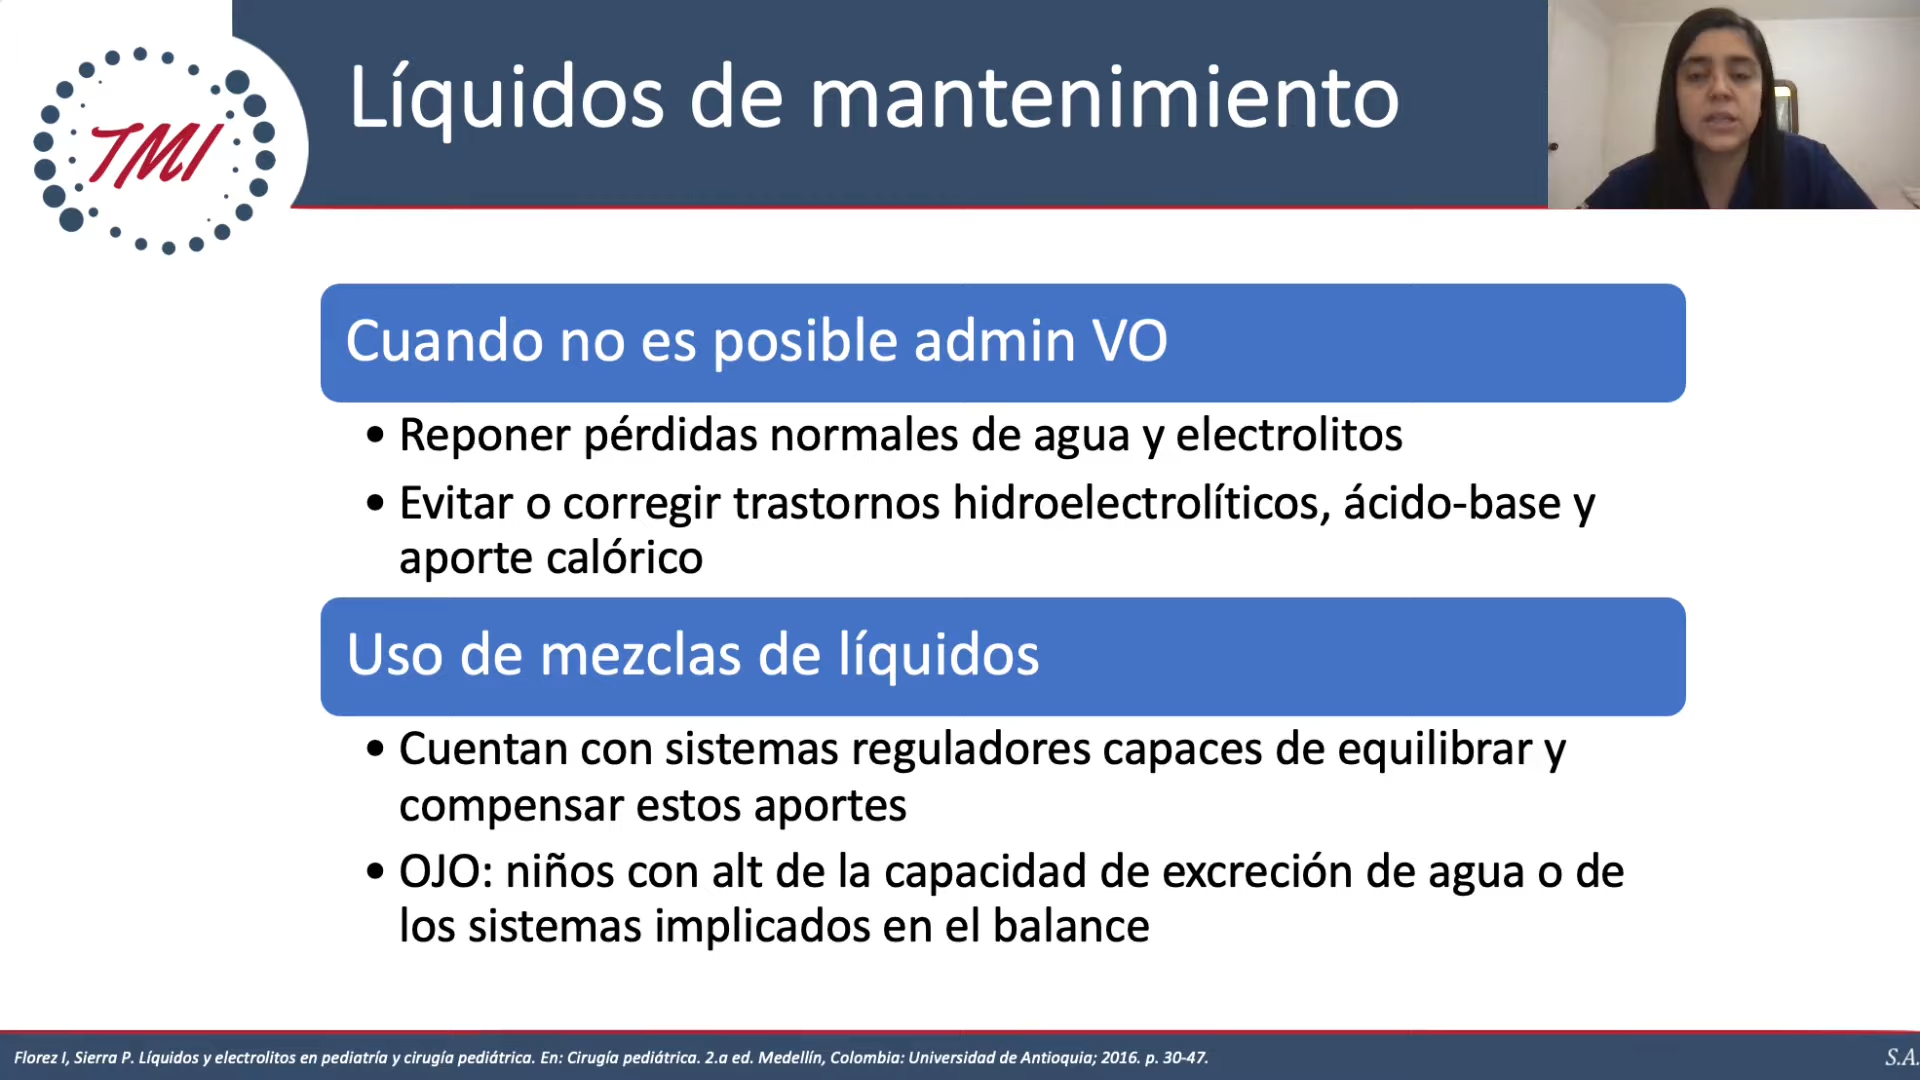 TMI
Líquidos de mantenimiento
Cuando no es posible admin VO
• Reponer pérdidas normales de agua y electrolitos
• Evitar o corregir trastornos hidroelectrolíticos, ácido-base y
aporte calórico
Uso de mezclas de líquidos
• Cuentan con sistemas reguladores capaces de equilibrar y
compensar estos aportes
• OJO: niños con alt de la capacidad de excreción de agua o de
los sistemas implicados en el balance
Florez I, Sierra P. Líquidos y electrolitos en pediatría y cirugía pediátrica. En: Cirugía pediátrica. 2.a ed. Medellín, Colombia: Universidad de Antioquia; 2016. p. 30-47.
S.A.